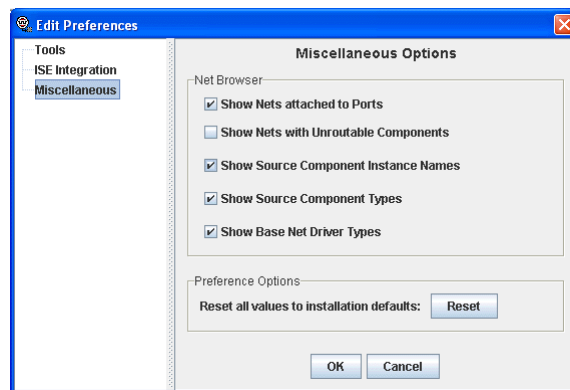 Edit Preferences
Tools
ISE Integration
Miscellaneous
Miscellaneous Options
Net Browser
Show Nets attached to Ports
Show Nets with Unroutable Components
Show Source Component Instance Names
Show Source Component Types
Show Base Net Driver Types
Preference Options
Reset all values to installation defaults: Reset
OK Cancel